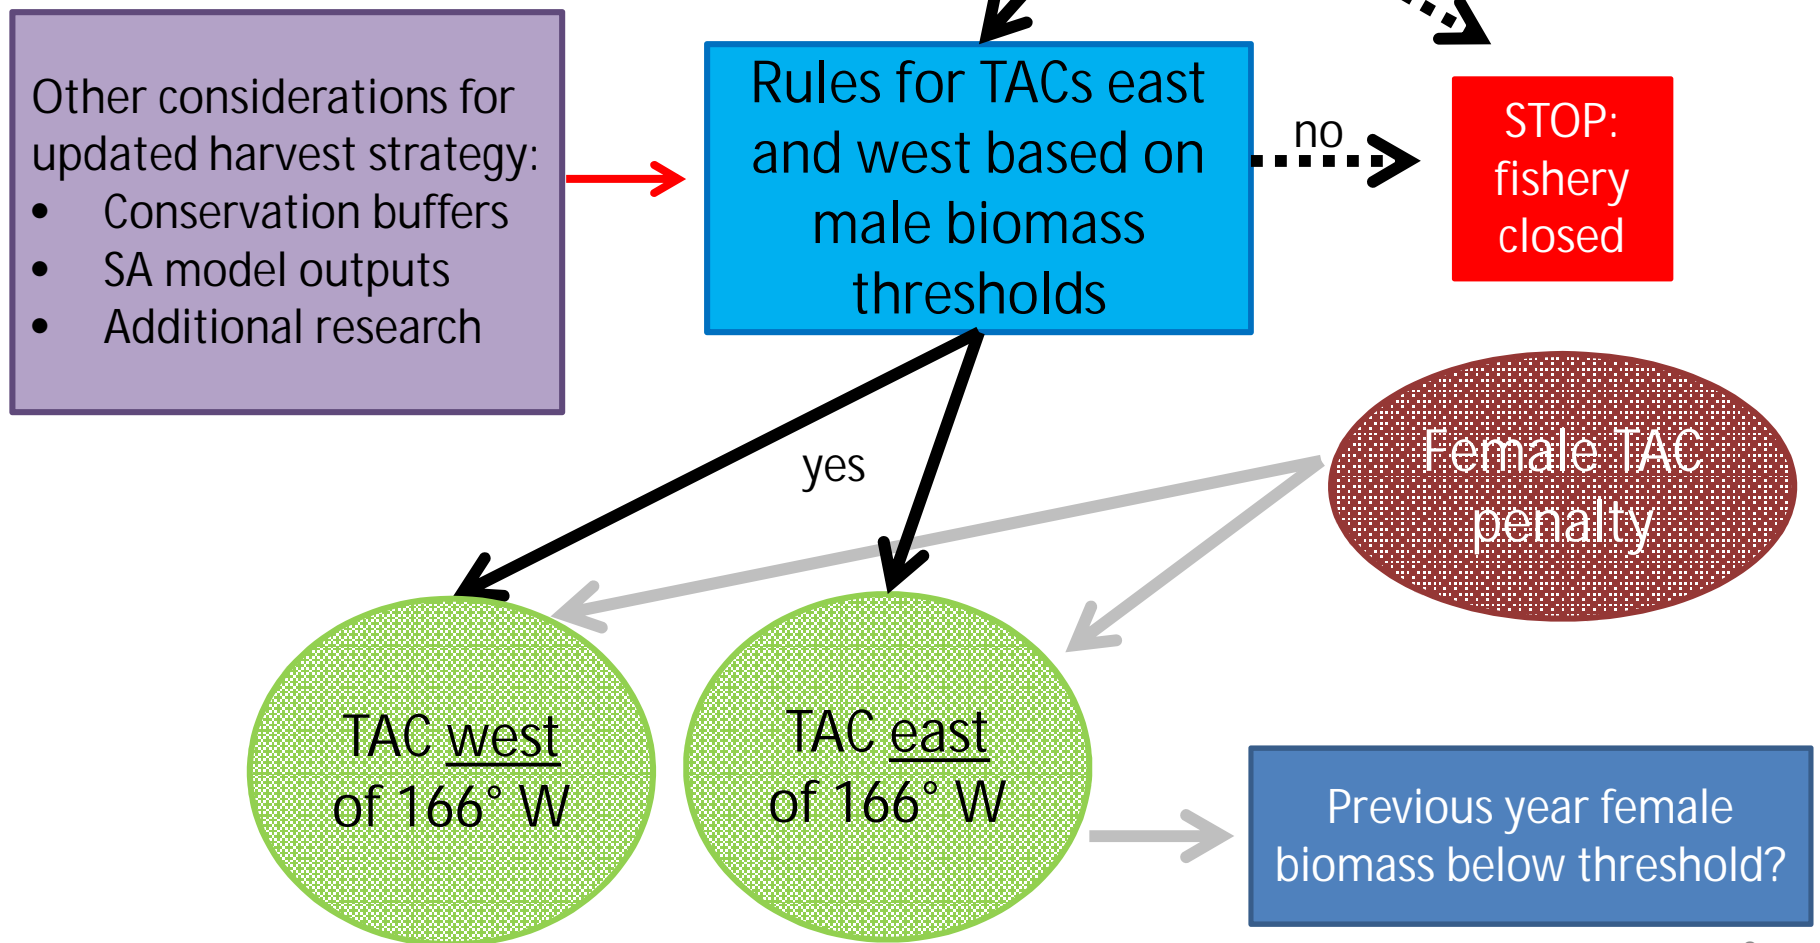 Other considerations for
updated harvest strategy:
• Conservation buffers
• SA model outputs
• Additional research
Rules for TACs east
and west based on
male biomass
thresholds
no
STOP:
fishery
closed
yes
Female TAC
penalty
TAC west
of 166° W
TAC east
of 166° W
Previous year female
biomass below threshold?